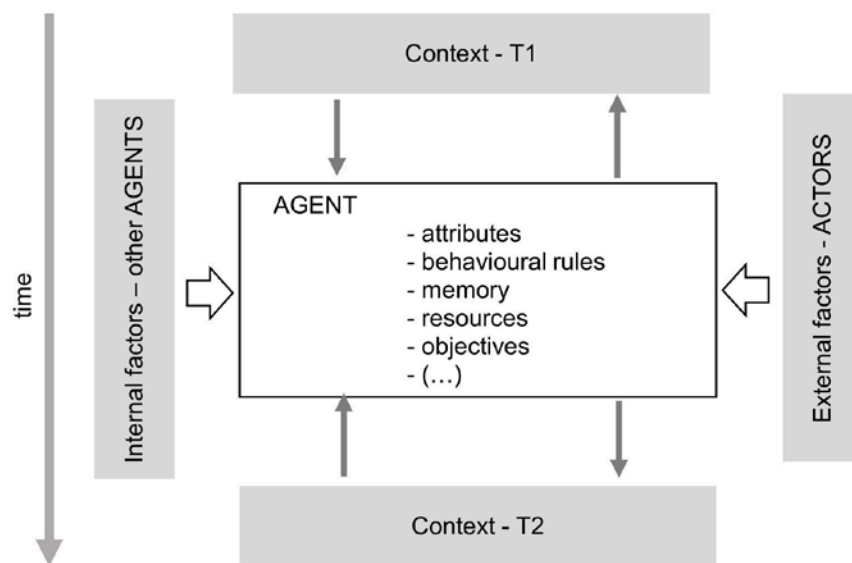 Context - T1
time
Internal factors – other AGENTS
AGENT
- attributes
- behavioural rules
- memory
- resources
- objectives
- (…)
External factors - ACTORS
Context - T2